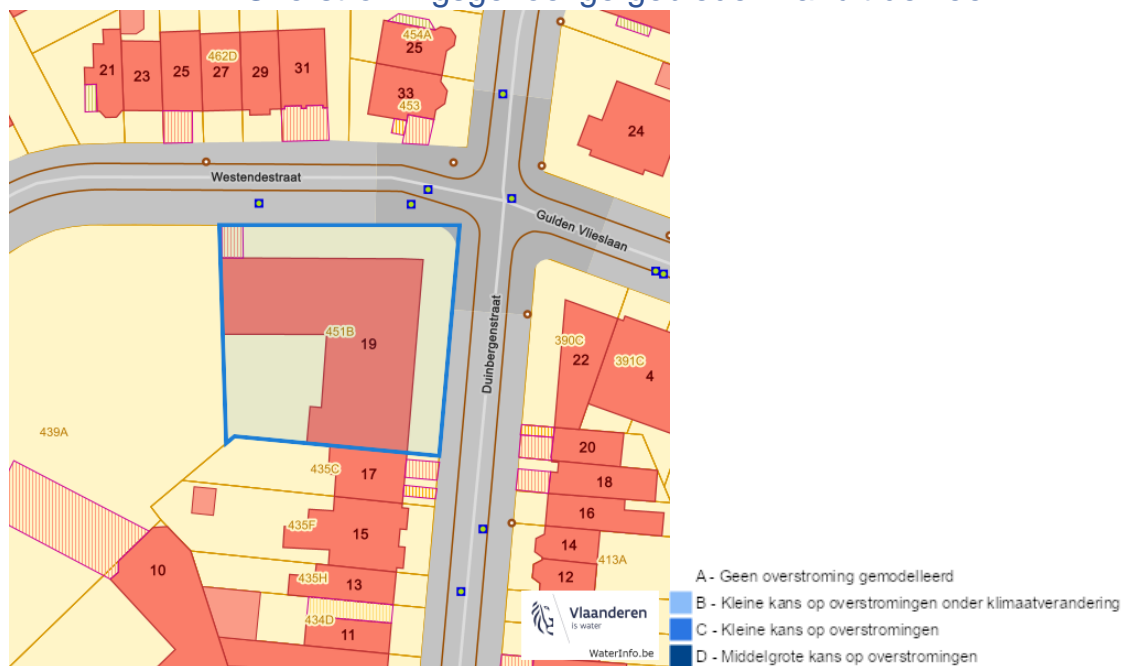 454A
25
462D
21 23 25 27 29 31
33
453
24
Westendestraat
Gulden Vlieslaan
Duinbergenstraat
451B
19
390C
22
391C
4
439A
20
435C
17
18
16
435F
15
14
413A
10
435H
13
12
434D
11
Vlaanderen
is water
WaterInfo.be
A - Geen overstroming gemodelleerd
B - Kleine kans op overstromingen onder klimaatverandering
C - Kleine kans op overstromingen
D - Middelgrote kans op overstromingen